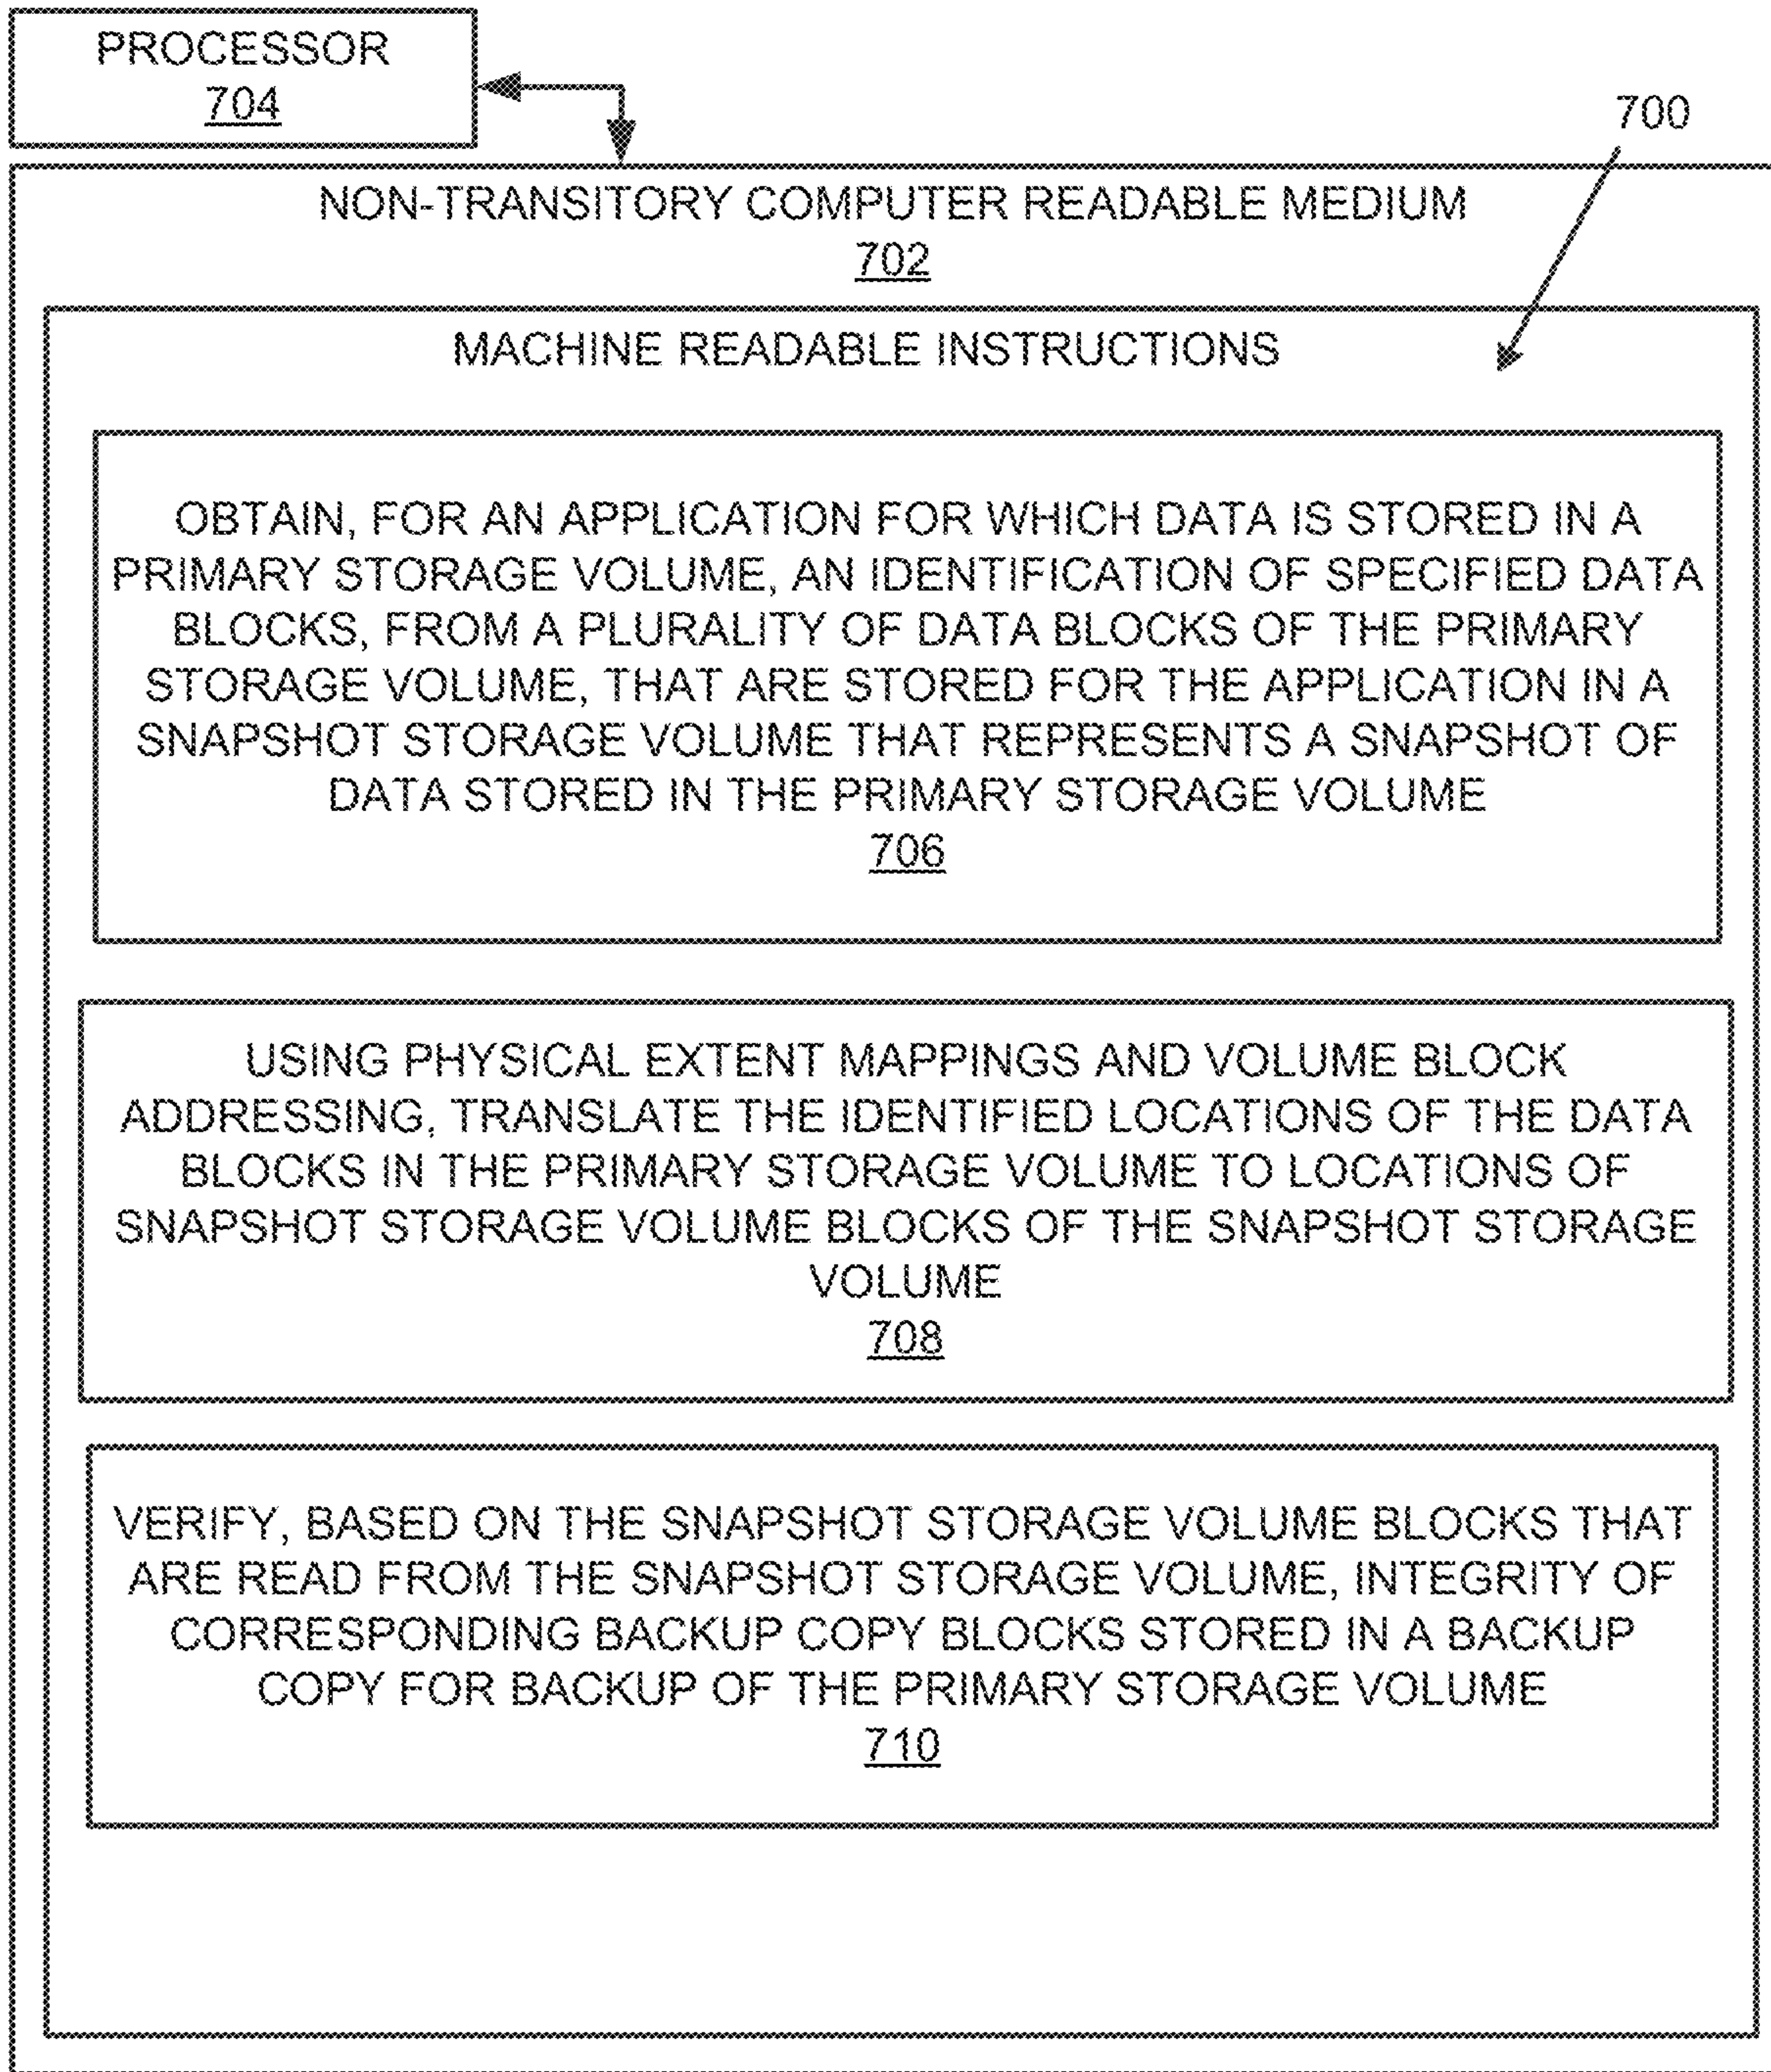 PROCESSOR
704
700
NON-TRANSITORY COMPUTER READABLE MEDIUM
702
MACHINE READABLE INSTRUCTIONS
OBTAIN, FOR AN APPLICATION FOR WHICH DATA IS STORED IN A
PRIMARY STORAGE VOLUME, AN IDENTIFICATION OF SPECIFIED DATA
BLOCKS, FROM A PLURALITY OF DATA BLOCKS OF THE PRIMARY
STORAGE VOLUME, THAT ARE STORED FOR THE APPLICATION IN A
SNAPSHOT STORAGE VOLUME THAT REPRESENTS A SNAPSHOT OF
DATA STORED IN THE PRIMARY STORAGE VOLUME
706
USING PHYSICAL EXTENT MAPPINGS AND VOLUME BLOCK
ADDRESSING, TRANSLATE THE IDENTIFIED LOCATIONS OF THE DATA
BLOCKS IN THE PRIMARY STORAGE VOLUME TO LOCATIONS OF
SNAPSHOT STORAGE VOLUME BLOCKS OF THE SNAPSHOT STORAGE
VOLUME
708
VERIFY, BASED ON THE SNAPSHOT STORAGE VOLUME BLOCKS THAT
ARE READ FROM THE SNAPSHOT STORAGE VOLUME, INTEGRITY OF
CORRESPONDING BACKUP COPY BLOCKS STORED IN A BACKUP
COPY FOR BACKUP OF THE PRIMARY STORAGE VOLUME
710